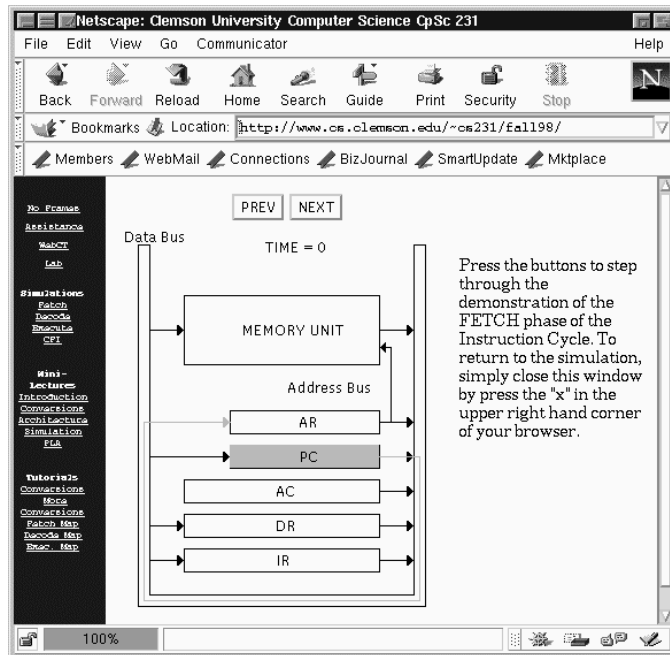 Netscape: Clemson University Computer Science CpSc 231
File Edit View Go Communicator Help
Back Forward Reload Home Search Guide Print Security Stop
N
Bookmarks Location: http://www.cs.clemson.edu/~cs231/fall98/
Members WebMail Connections BizJournal SmartUpdate Mktplace
No Frames
Assistance
WebCT
Lab
Simulations
Fetch
Decode
Execute
CPI
Mini-
Lectures
Introduction
Conversions
Architecture
Simulation
PLA
Tutorials
Conversions
More
Conversions
Fetch Map
Decode Map
Exec. Map
PREV NEXT
Data Bus
TIME = 0
MEMORY UNIT
Address Bus
AR
PC
AC
DR
IR
Press the buttons to step
through the
demonstration of the
FETCH phase of the
Instruction Cycle. To
return to the simulation,
simply close this window
by press the "x" in the
upper right hand corner
of your browser.
100%